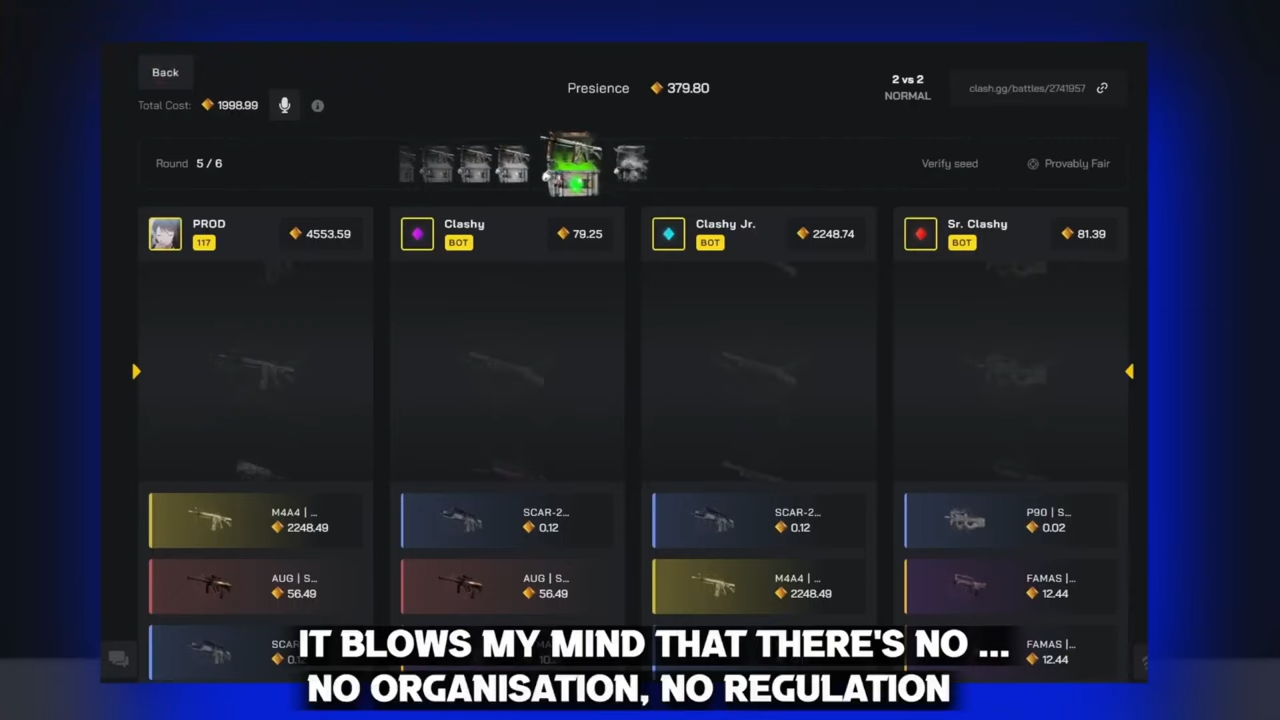 Back
Total Cost: 1998.99
Presience 379.80
2 vs 2
NORMAL
clash.gg/battles/2741957
Round 5 / 6
Verify seed
Provably Fair
PROD
117
4553.59
Clashy
BOT
79.25
Clashy Jr.
BOT
2248.74
Sr. Clashy
BOT
81.39
M4A4 | ...
2248.49
SCAR-2...
0.12
SCAR-2...
0.12
P90 | S...
0.02
AUG | S...
56.49
AUG | S...
56.49
M4A4 | ...
2248.49
FAMAS |...
12.44
FAMAS |...
12.44
IT BLOWS MY MIND THAT THERE'S NO ...
NO ORGANISATION, NO REGULATION